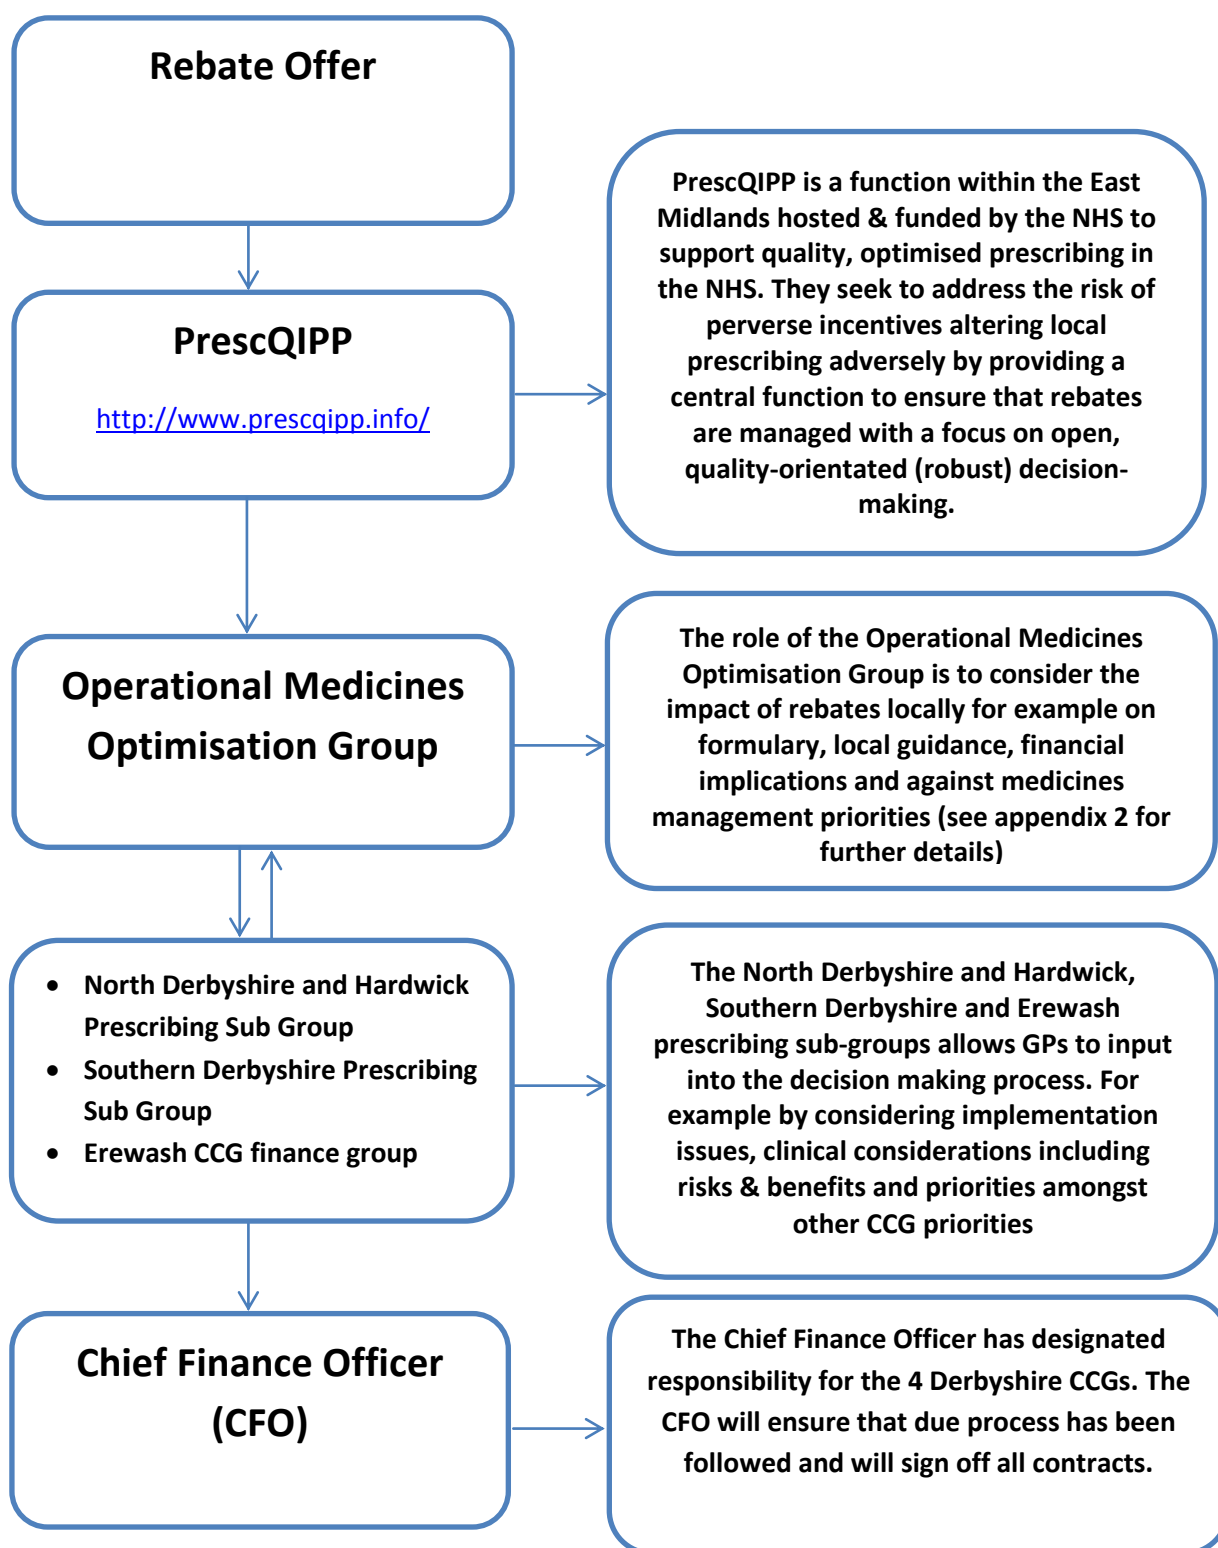 Rebate Offer
PrescQIPP
http://www.prescqipp.info/
PrescQIPP is a function within the East
Midlands hosted & funded by the NHS to
support quality, optimised prescribing in
the NHS. They seek to address the risk of
perverse incentives altering local
prescribing adversely by providing a
central function to ensure that rebates
are managed with a focus on open,
quality-orientated (robust) decision-
making.
Operational Medicines
Optimisation Group
The role of the Operational Medicines
Optimisation Group is to consider the
impact of rebates locally for example on
formulary, local guidance, financial
implications and against medicines
management priorities (see appendix 2 for
further details)
• North Derbyshire and Hardwick
Prescribing Sub Group
• Southern Derbyshire Prescribing
Sub Group
• Erewash CCG finance group
The North Derbyshire and Hardwick,
Southern Derbyshire and Erewash
prescribing sub-groups allows GPs to input
into the decision making process. For
example by considering implementation
issues, clinical considerations including
risks & benefits and priorities amongst
other CCG priorities
Chief Finance Officer
(CFO)
The Chief Finance Officer has designated
responsibility for the 4 Derbyshire CCGs. The
CFO will ensure that due process has been
followed and will sign off all contracts.